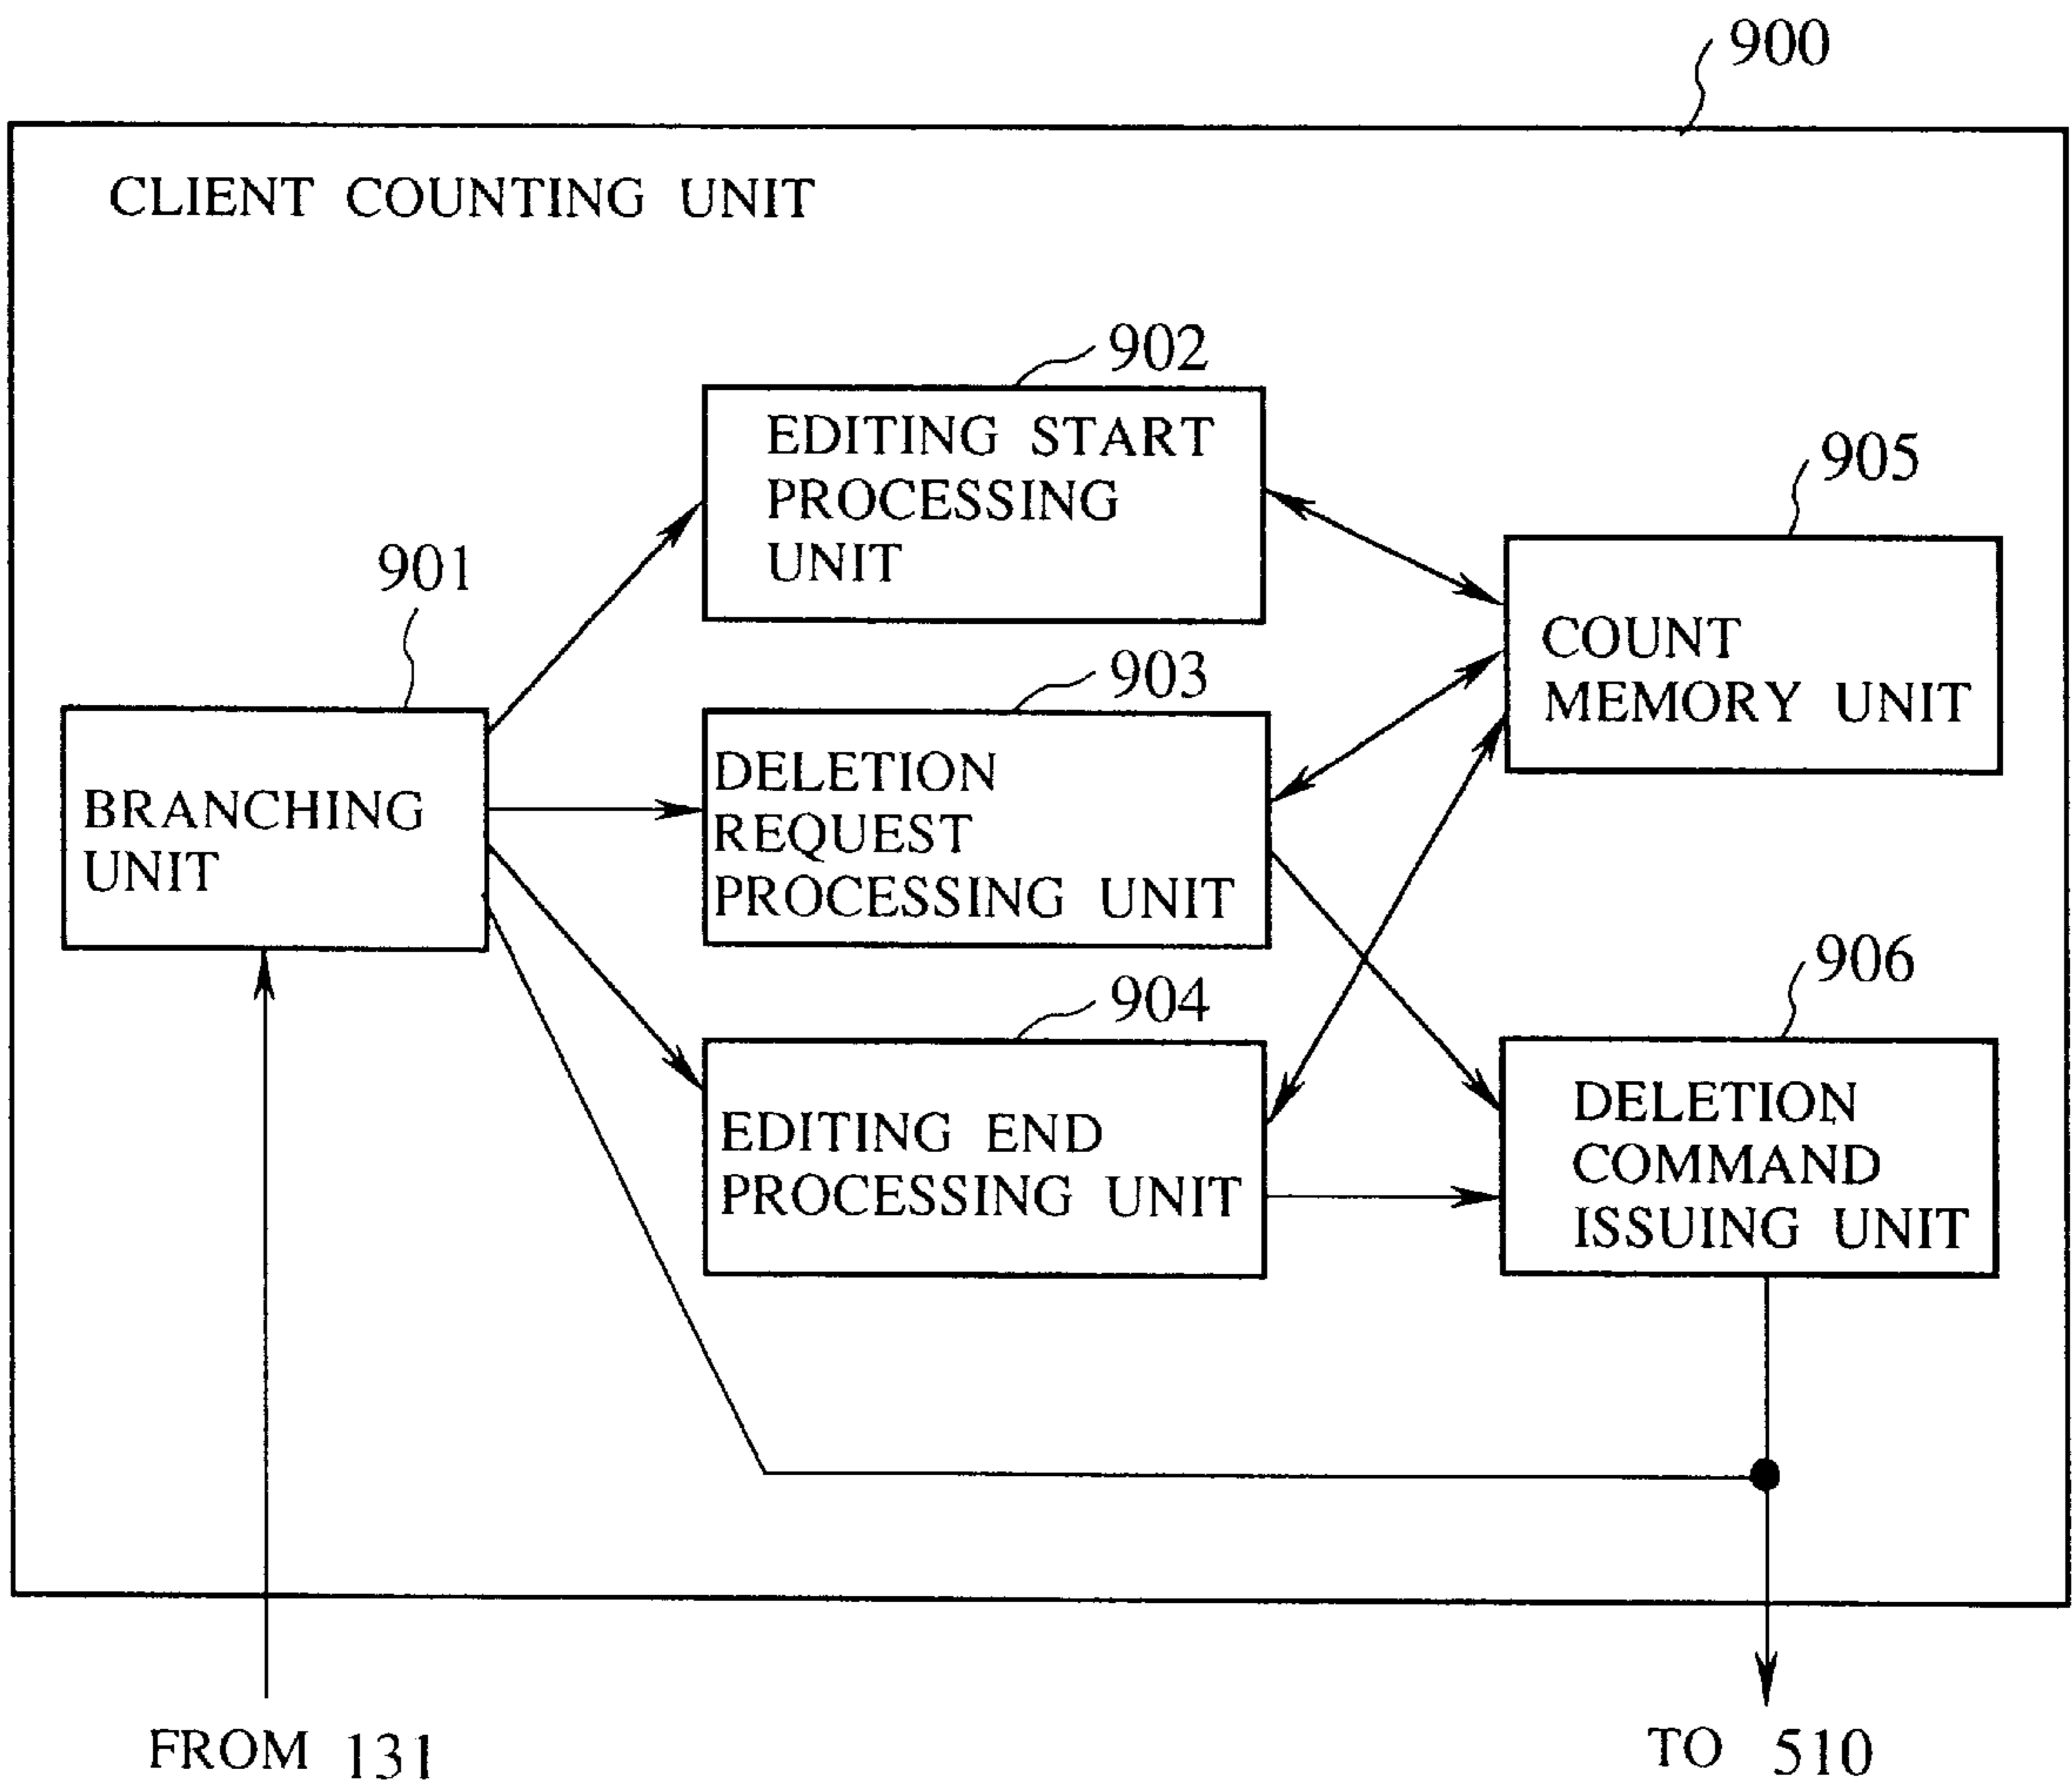 900
CLIENT COUNTING UNIT
902
EDITING START
PROCESSING
UNIT
905
COUNT
MEMORY UNIT
901
BRANCHING
UNIT
903
DELETION
REQUEST
PROCESSING UNIT
904
EDITING END
PROCESSING UNIT
906
DELETION
COMMAND
ISSUING UNIT
FROM 131
TO 510